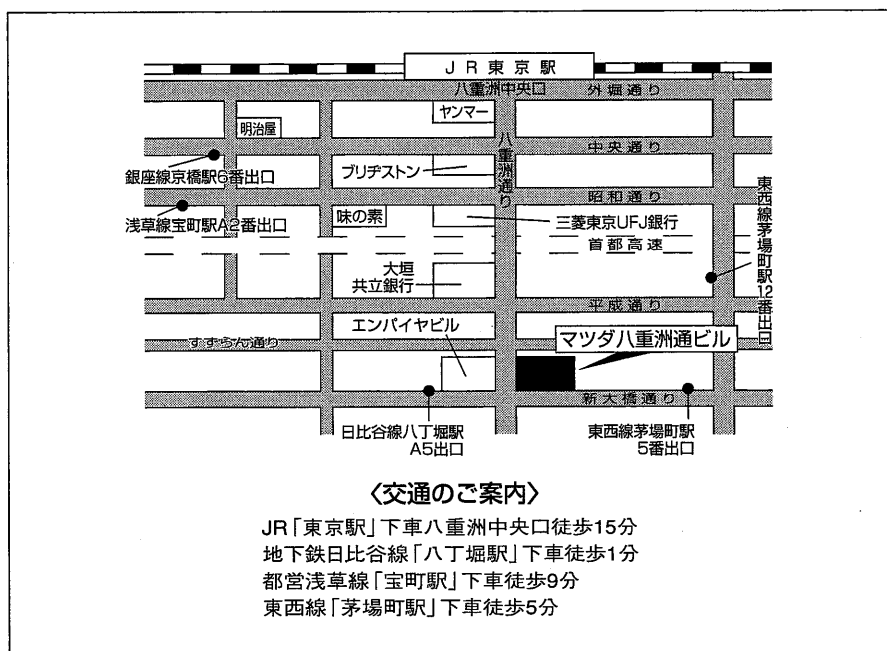 JR東京駅
八重洲中央口
外堀通り
ヤンマー
明治屋
八重洲通り
中央通り
銀座線京橋駅6番出口
ブリヂストン
昭和通り
浅草線宝町駅A2番出口
味の素
三菱東京UFJ銀行
首都高速
東西線茅場町駅12番出口
大垣
共立銀行
平成通り
エンパイヤビル
マツダ八重洲通ビル
すずらん通り
新大橋通り
日比谷線八丁堀駅
A5出口
東西線茅場町駅
5番出口
〈交通のご案内〉
JR「東京駅」下車八重洲中央口徒歩15分
地下鉄日比谷線「八丁堀駅」下車徒歩1分
都営浅草線「宝町駅」下車徒歩9分
東西線「茅場町駅」下車徒歩5分